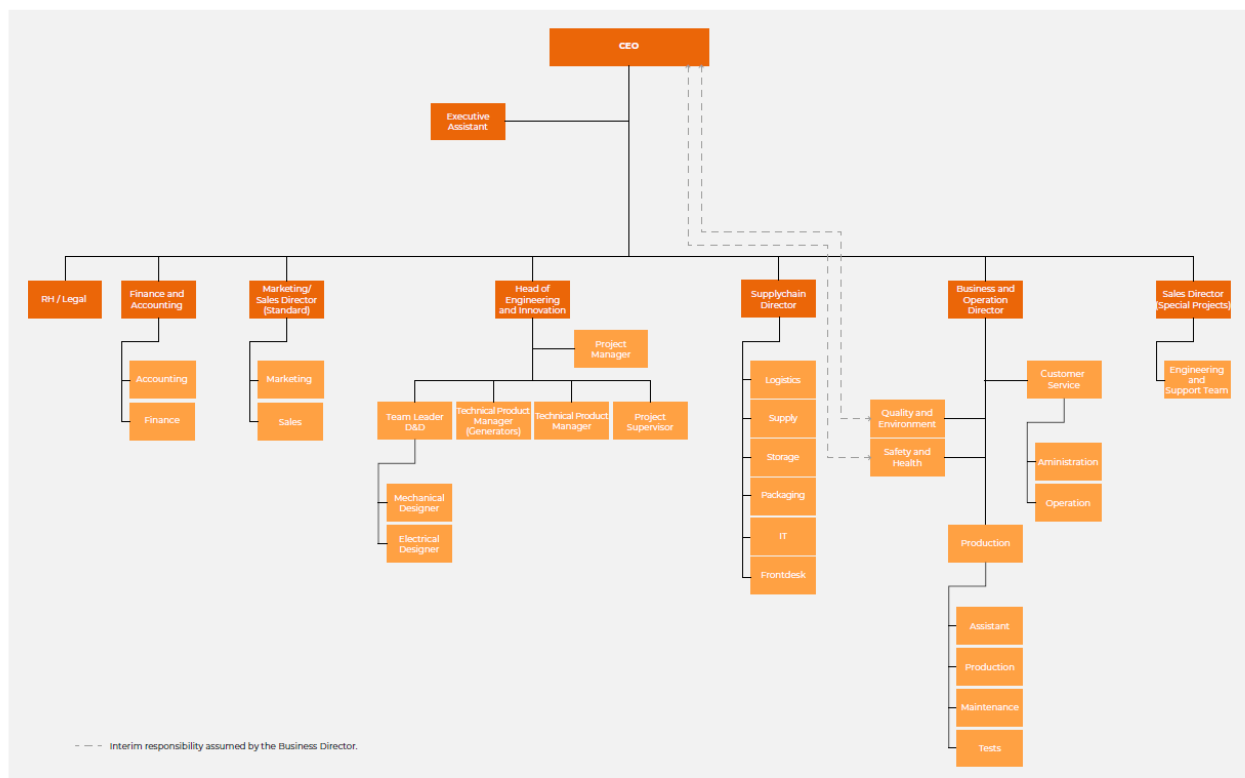 CEO
Executive
Assistant
RH / Legal
Finance and
Accounting
Marketing/
Sales Director
(Standard)
Head of
Engineering
and Innovation
Supplychain
Director
Business and
Operation
Director
Sales Director
(Special Projects)
Project
Manager
Accounting
Finance
Marketing
Sales
Team Leader
D&D
Technical Product
Manager
(Generators)
Technical Product
Manager
Project
Supervisor
Mechanical
Designer
Electrical
Designer
Logistics
Supply
Storage
Packaging
IT
Frontdesk
Quality and
Environment
Safety and
Health
Customer
Service
Aministration
Operation
Production
Assistant
Production
Maintenance
Tests
Engineering
and
Support Team
Interim responsibility assumed by the Business Director.